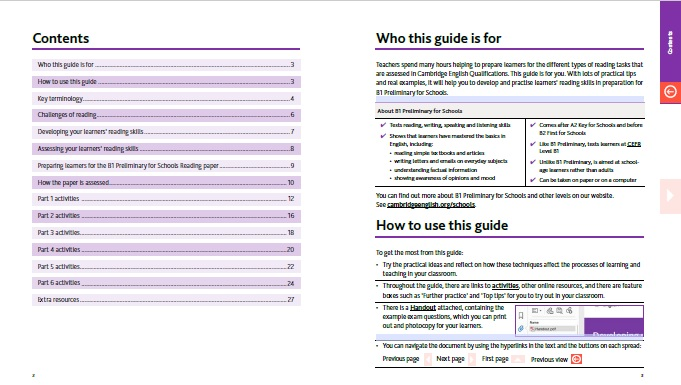 Contents
Who this guide is for 3
How to use this guide 3
Key terminology 4
Challenges of reading 6
Developing your learners' reading skills 7
Assessing your learners' reading skills 8
Preparing learners for the B1 Preliminary for Schools Reading paper 9
How the paper is assessed 10
Part 1 activities 12
Part 2 activities 16
Part 3 activities 18
Part 4 activities 20
Part 5 activities 22
Part 6 activities 24
Extra resources 27
2
Who this guide is for
Teachers spend many hours helping to prepare learners for the different types of reading tasks that
are assessed in Cambridge English Qualifications. This guide is for you. With lots of practical tips
and real examples, it will help you to develop and practise learners' reading skills in preparation for
B1 Preliminary for Schools.
About B1 Preliminary for Schools
✔ Tests reading, writing, speaking and listening skills
✔ Shows that learners have mastered the basics in
English, including:
• reading simple textbooks and articles
• writing letters and emails on everyday subjects
• understanding factual information
• showing awareness of opinions and mood
✔ Comes after A2 Key for Schools and before
B2 First for Schools
✔ Like B1 Preliminary, tests learners at CEFR
Level B1
✔ Unlike B1 Preliminary, is aimed at school-
age learners rather than adults
✔ Can be taken on paper or on a computer
You can find out more about B1 Preliminary for Schools and other levels on our website.
See cambridgeenglish.org/schools.
How to use this guide
To get the most from this guide:
• Try the practical ideas and reflect on how these techniques affect the processes of learning and
teaching in your classroom.
• Throughout the guide, there are links to activities, other online resources, and there are feature
boxes such as 'Further practice' and 'Top tips' for you to try out in your classroom.
• There is a Handout attached, containing the
example exam questions, which you can print
out and photocopy for your learners.
Name
Handouts.pdf
• You can navigate the document by using the hyperlinks in the text and the buttons on each spread:
Previous page Next page First page Previous view
3
Contents